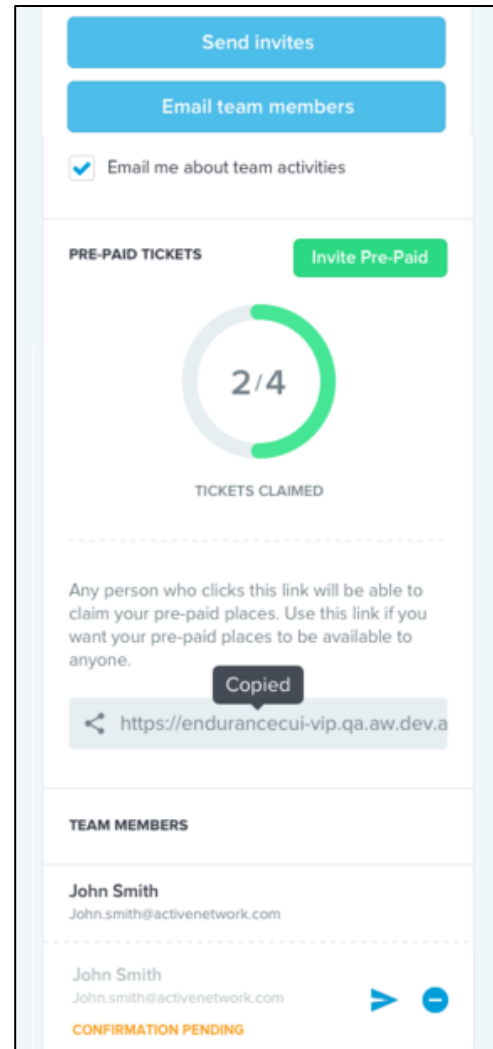 Send invites
Email team members
Email me about team activities
PRE-PAID TICKETS
Invite Pre-Paid
2/4
TICKETS CLAIMED
Any person who clicks this link will be able to
claim your pre-paid places. Use this link if you
want your pre-paid places to be available to
anyone.
Copied
https://endurancecui-vip.qa.aw.dev.a
TEAM MEMBERS
John Smith
John.smith@activenetwork.com
John Smith
John.smith@activenetwork.com
CONFIRMATION PENDING